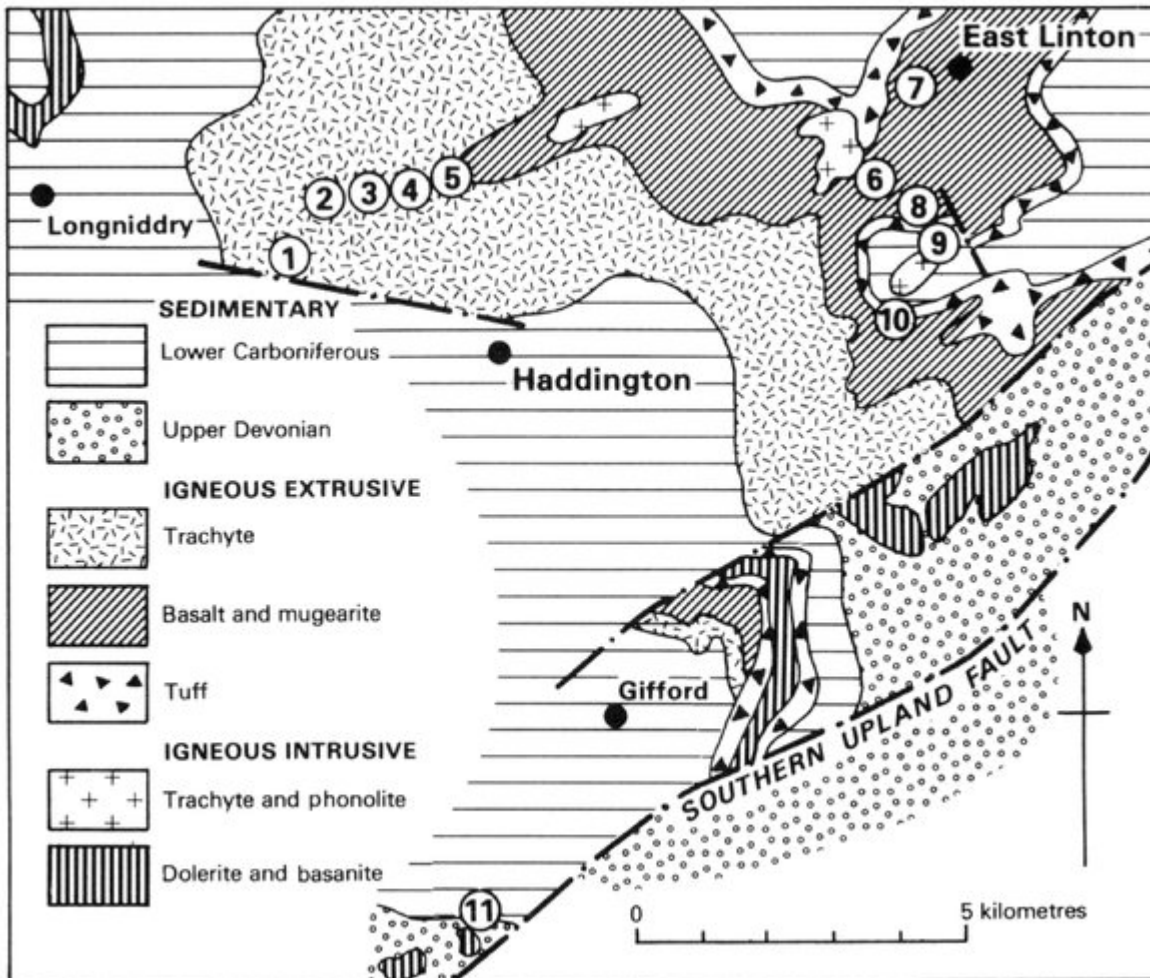 East Linton
7
5
2
3
4
6
8
Longniddry
1
9
SEDIMENTARY
10
Lower Carboniferous
Haddington
Upper Devonian
IGNEOUS EXTRUSIVE
Trachyte
Basalt and mugearite
N
Tuff
Gifford
SOUTHERN UPLAND FAULT
IGNEOUS INTRUSIVE
Trachyte and phonolite
Dolerite and basanite
11
0
5 kilometres